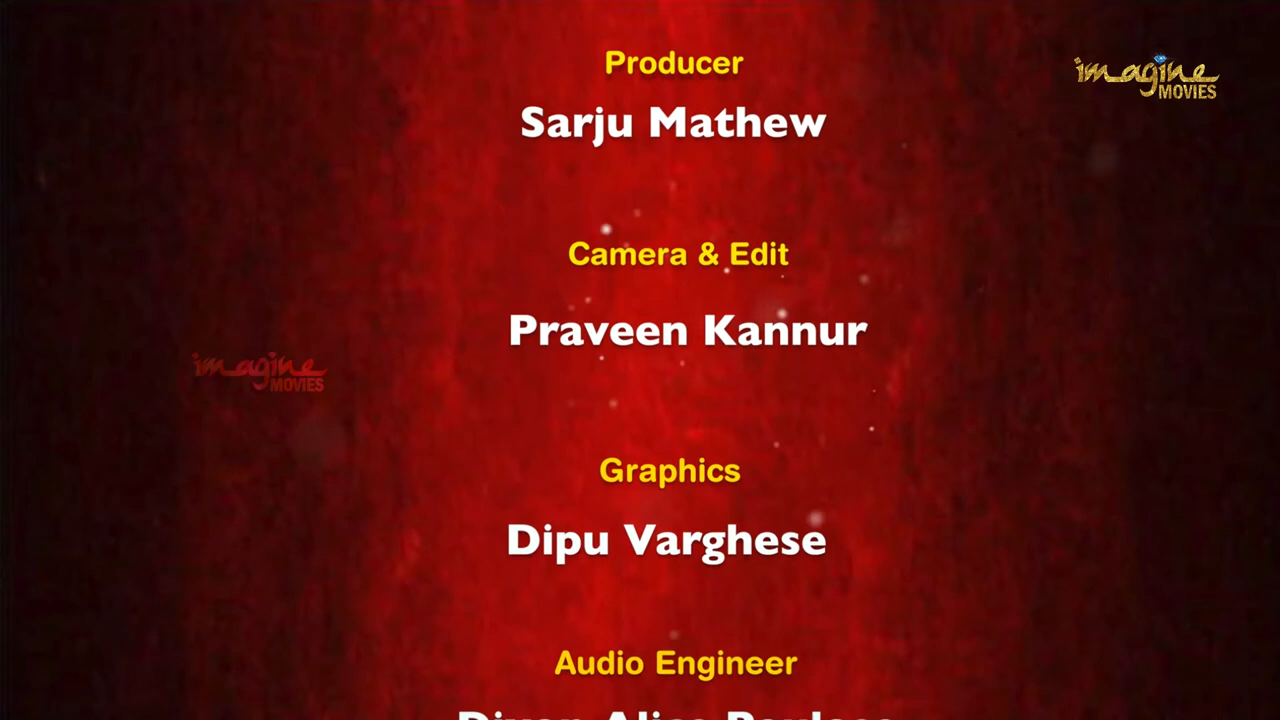 Producer
imagine
MOVIES
Sarju Mathew
Camera & Edit
Praveen Kannur
imagine
MOVIES
Graphics
Dipu Varghese
Audio Engineer